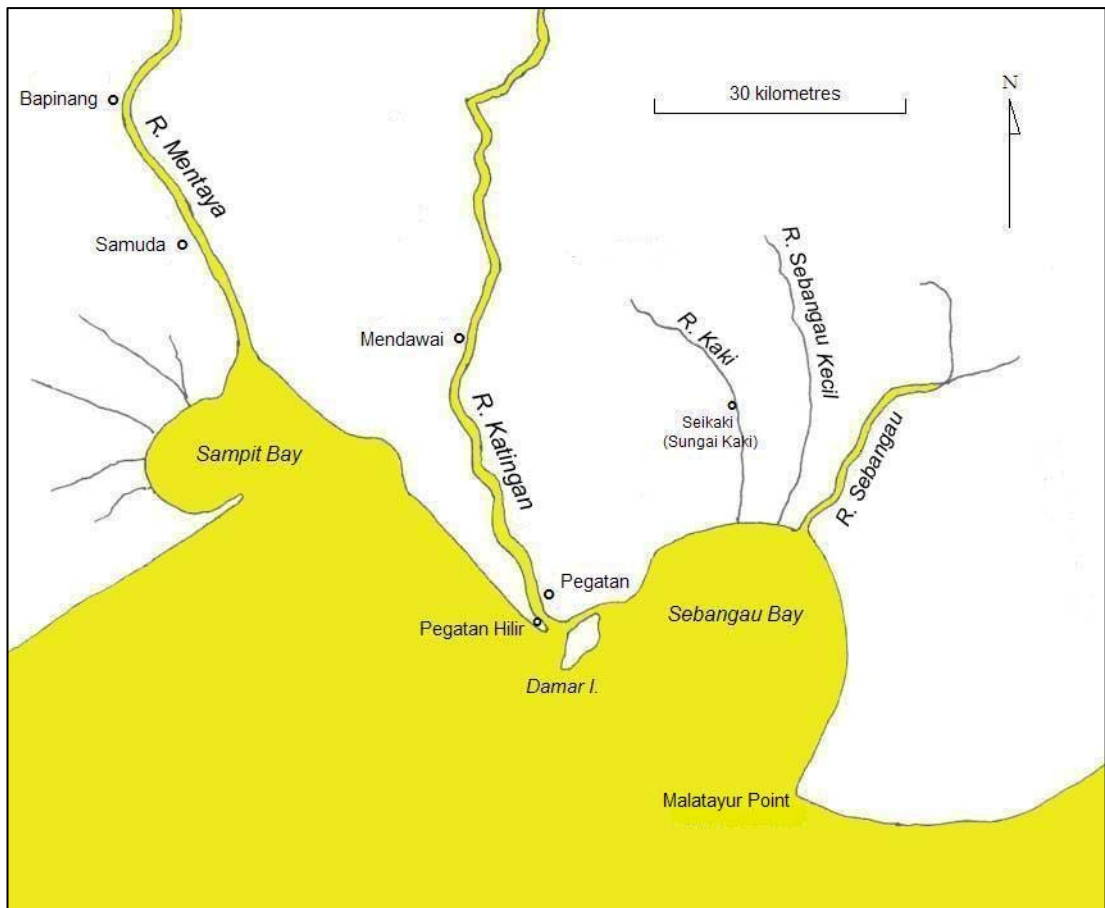 Bapinang
R. Mentaya
30 kilometres
N
Samuda
R. Sebangau Kecil
R. Kaki
Mendawai
Seikaki
(Sungai Kaki)
R. Katingan
Sampit Bay
R. Sebangau
Pegatan
Pegatan Hilir
Sebangau Bay
Damar I.
Malatayur Point